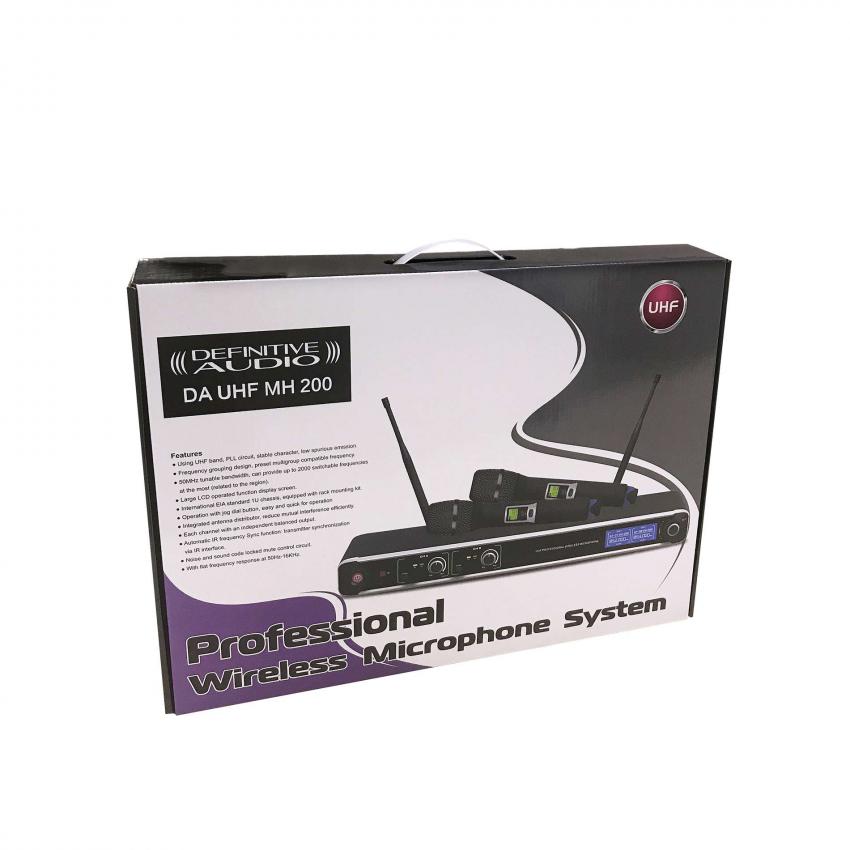 UHF
DEFINITIVE
AUDIO
DA UHF MH 200
Features
• Using UHF band, PLL circuit, stable character, low spurious emission
• Frequency grouping design, preset multigroup compatible frequency
• 50MHz tunable bandwidth, can provide up to 2000 switchable frequencies
at the most (related to the region).
• Large LCD operated function display screen.
• International EIA standard 1U chassis, equipped with rack mounting kit.
• Operation with jog dial button, easy and quick for operation
• Integrated antenna distributor, reduce mutual interference efficiently.
• Each channel with an independent balanced output.
• Automatic IR frequency Sync function: transmitter synchronization
via IR interface.
• Noise and sound code locked mute control circuit.
• With flat frequency response at 50Hz-16KHz.
Professional
Wireless Microphone System